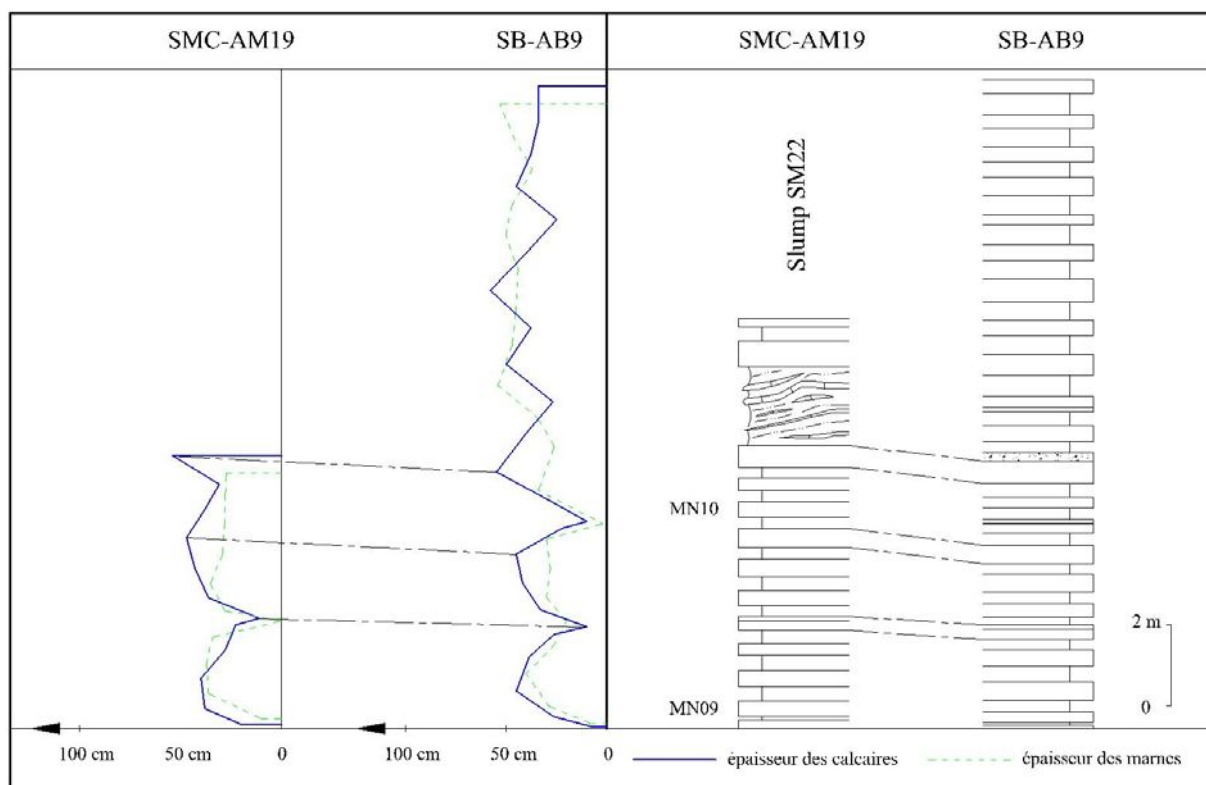 SMC-AM19 SB-AB9 SMC-AM19 SB-AB9
Slump SM22
MN10
2 m
MN09
0
100 cm 50 cm 0 100 cm 50 cm 0
épaisseur des calcaires épaisseur des marnes